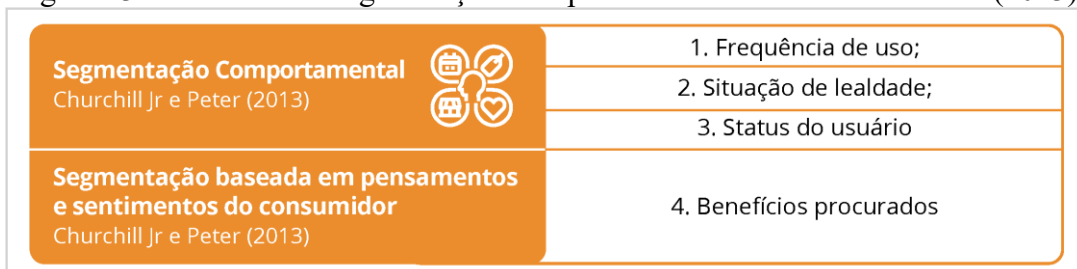 Segmentação Comportamental
Churchill Jr e Peter (2013)
1. Frequência de uso;
2. Situação de lealdade;
3. Status do usuário
Segmentação baseada em pensamentos
e sentimentos do consumidor
Churchill Jr e Peter (2013)
4. Benefícios procurados